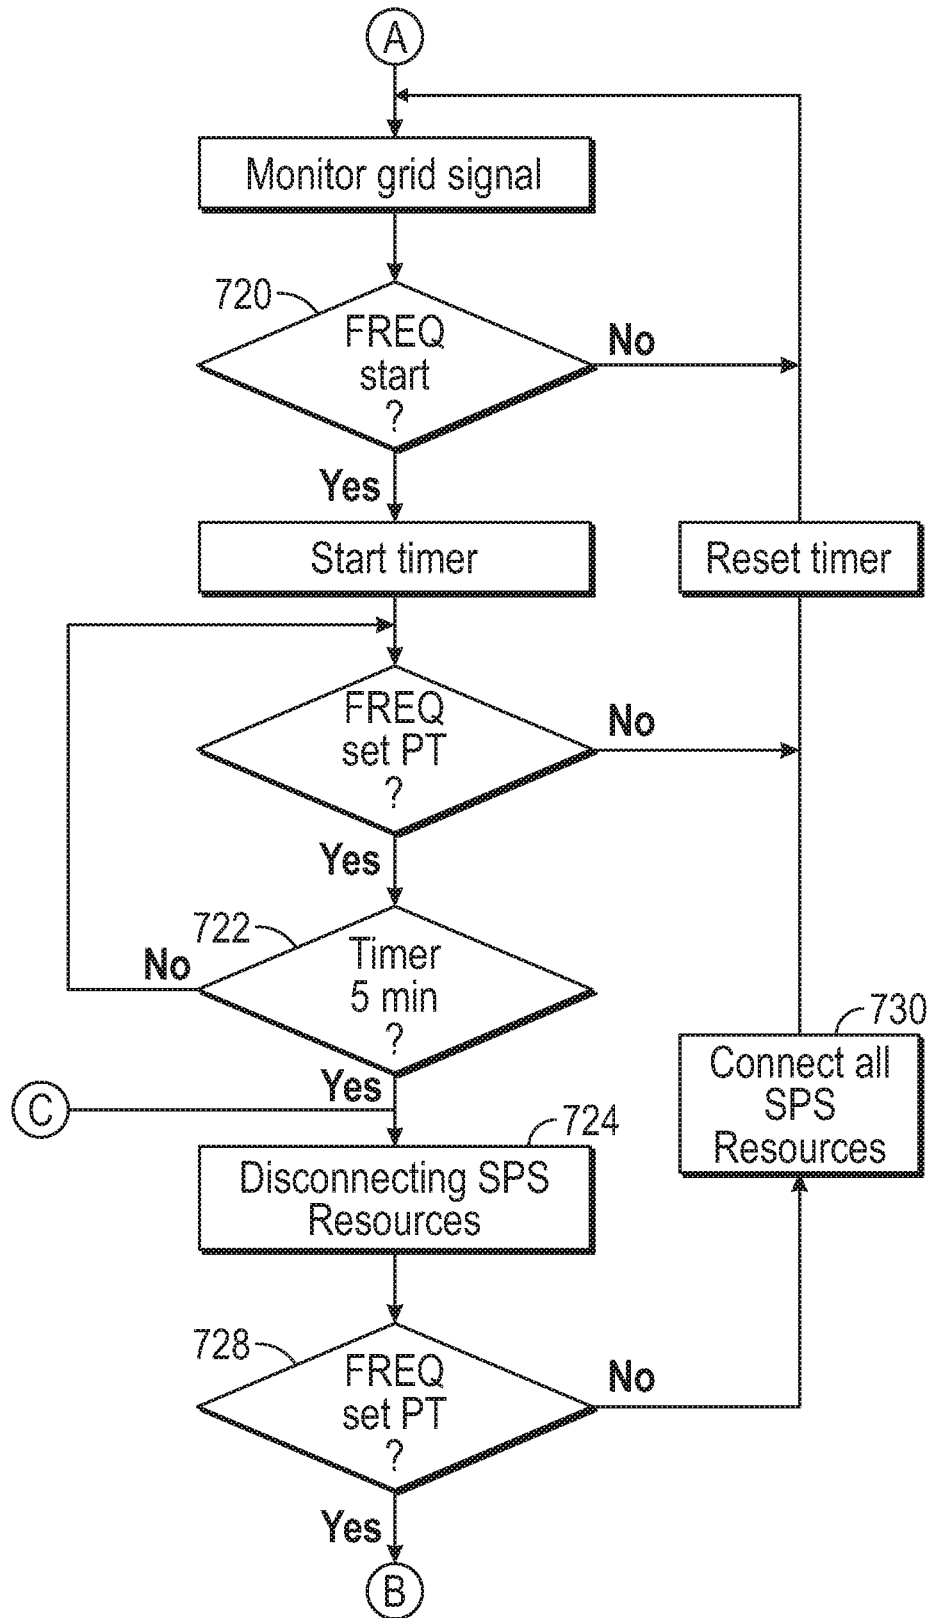 A
Monitor grid signal
720
FREQ
start
?
No
Yes
Start timer
Reset timer
FREQ
set PT
?
No
Yes
722
Timer
5 min
?
No
Yes
730
Connect all
SPS
Resources
C
724
Disconnecting SPS
Resources
728
FREQ
set PT
?
No
Yes
B